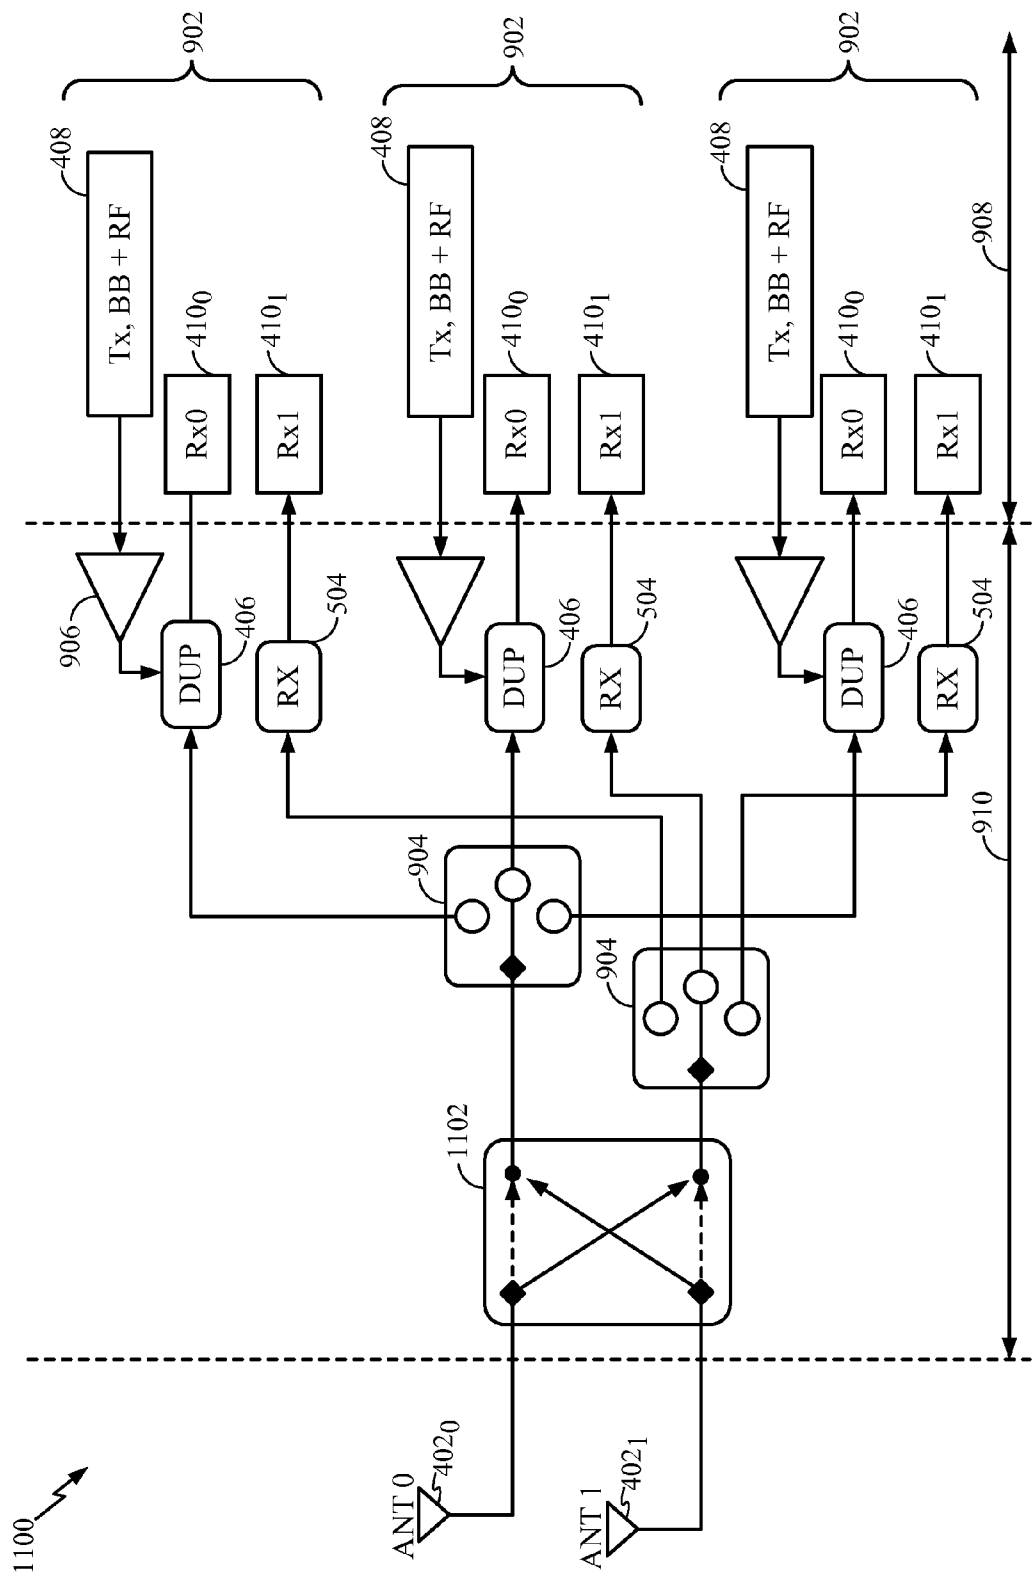 1100
ANT 0
402₀
ANT 1
402₁
1102
904
904
902
408
Tx, BB + RF
906
DUP
406
Rx0
410₀
RX
504
Rx1
410₁
902
408
Tx, BB + RF
DUP
406
Rx0
410₀
RX
504
Rx1
410₁
902
408
Tx, BB + RF
DUP
406
Rx0
410₀
RX
504
Rx1
410₁
910
908